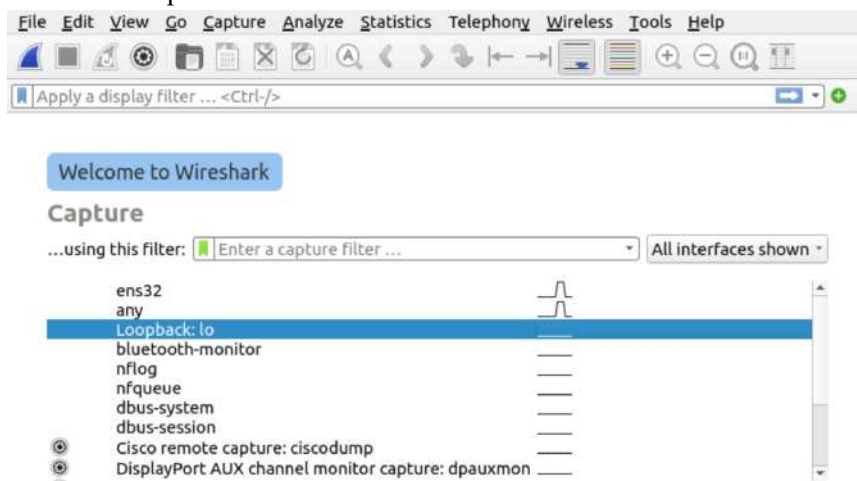 File Edit View Go Capture Analyze Statistics Telephony Wireless Tools Help
Apply a display filter ... <Ctrl-/>
Welcome to Wireshark
Capture
...using this filter: Enter a capture filter ... All interfaces shown
ens32
any
Loopback: lo
bluetooth-monitor
nflog
nfqueue
dbus-system
dbus-session
Cisco remote capture: ciscodump
DisplayPort AUX channel monitor capture: dpauxmon